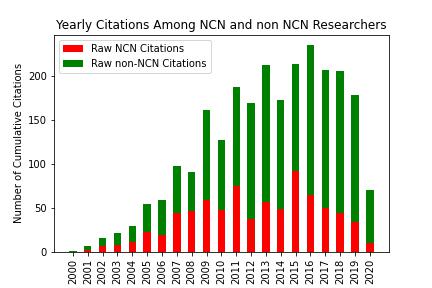 Yearly Citations Among NCN and non NCN Researchers
Raw NCN Citations
Raw non-NCN Citations
Number of Cumulative Citations
200
150
100
50
0
2000 2001 2002 2003 2004 2005 2006 2007 2008 2009 2010 2011 2012 2013 2014 2015 2016 2017 2018 2019 2020